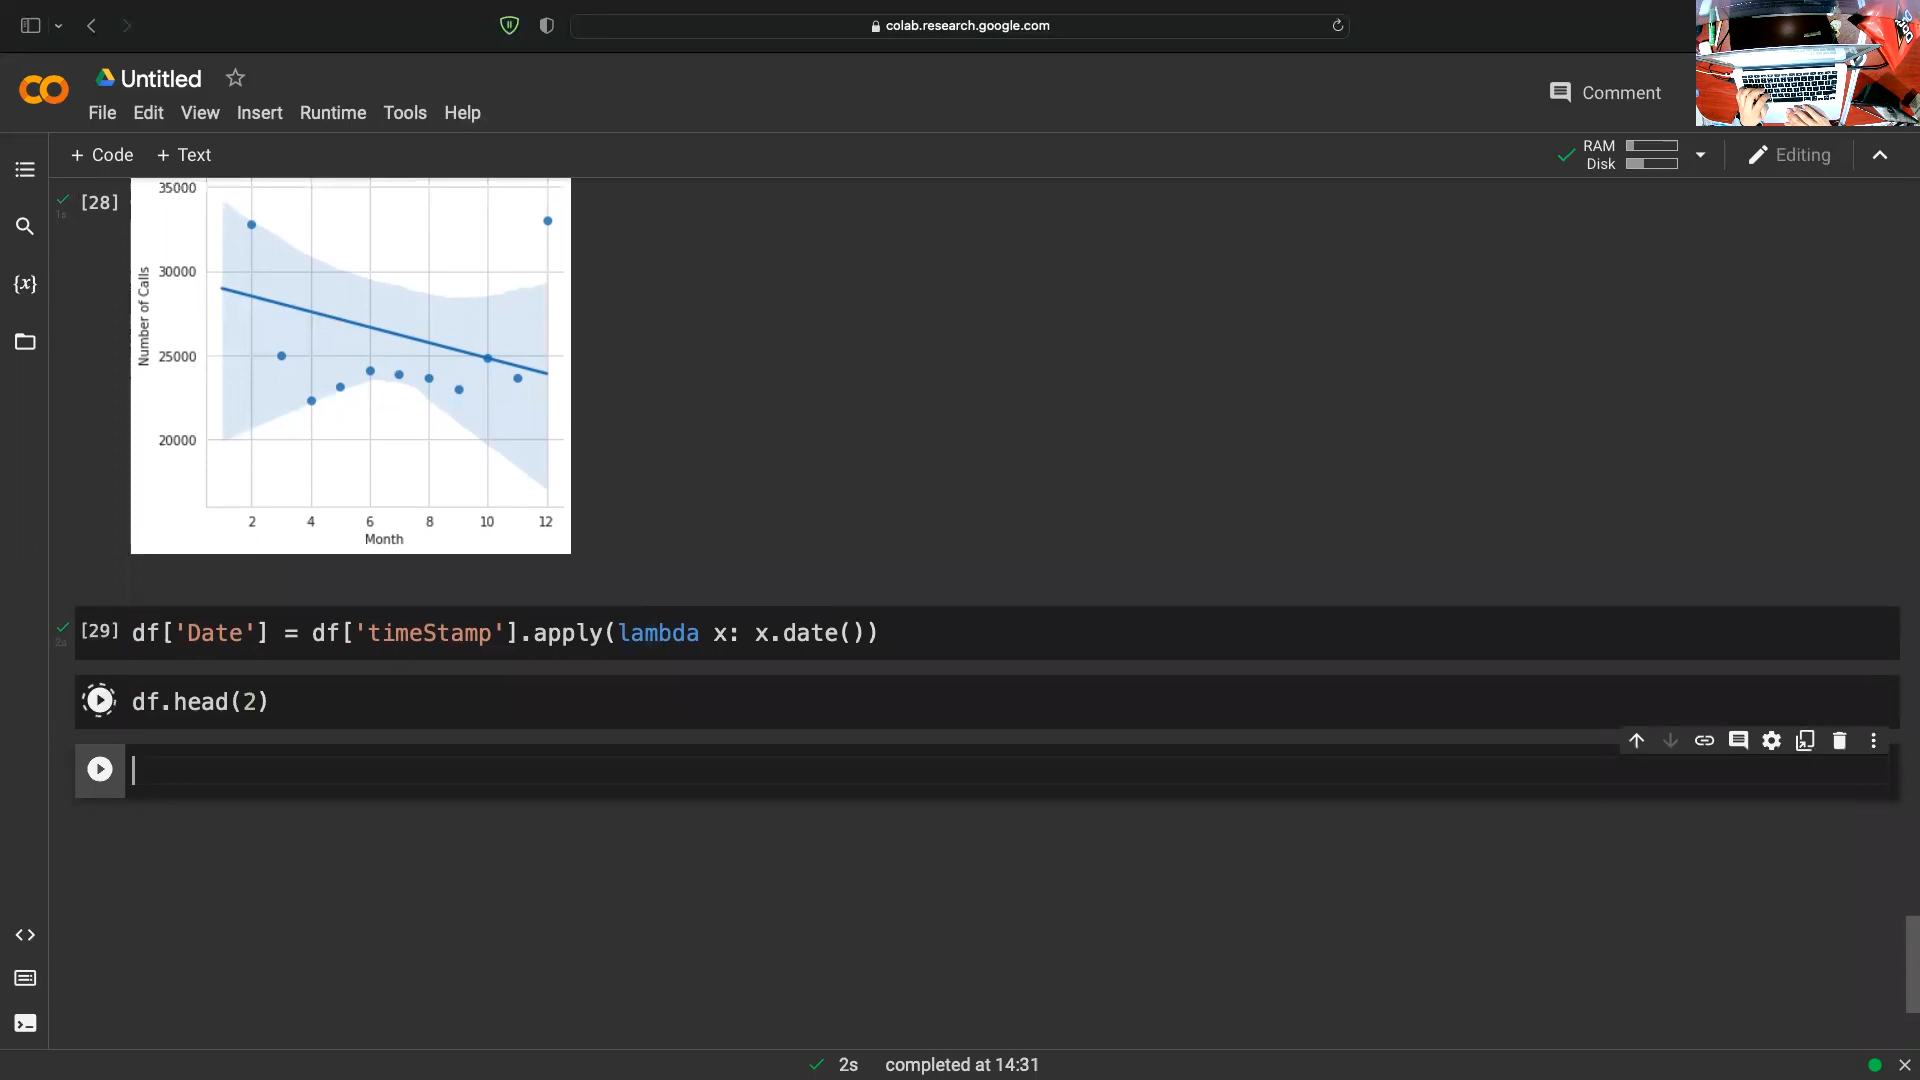 colab.research.google.com
Untitled
File Edit View Insert Runtime Tools Help
Comment
+ Code + Text
RAM
Disk
Editing
[28]
1s
35000
30000
25000
20000
Number of Calls
2 4 6 8 10 12
Month
[29] df['Date'] = df['timeStamp'].apply(lambda x: x.date())
2s
df.head(2)
2s completed at 14:31